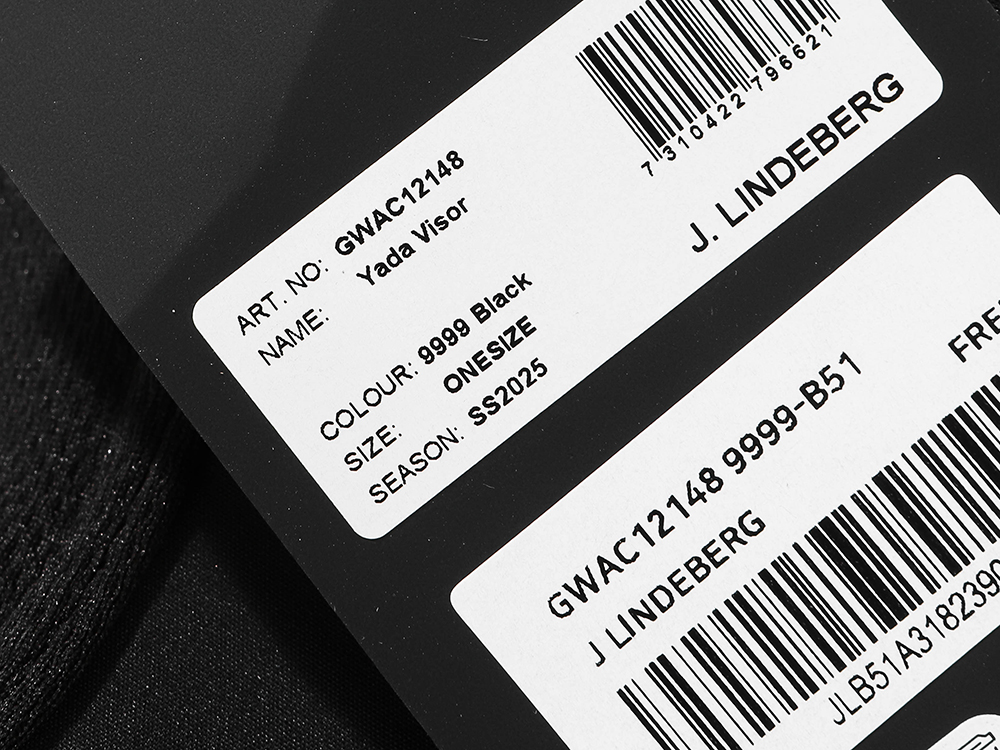 7 310422 796621
J. LINDEBERG
ART. NO: GWAC12148
NAME: Yada Visor
COLOUR: 9999 Black
SIZE: ONESIZE
SEASON: SS2025
FRE
GWAC12148 9999-B51
J LINDEBERG
JLB51A3182390